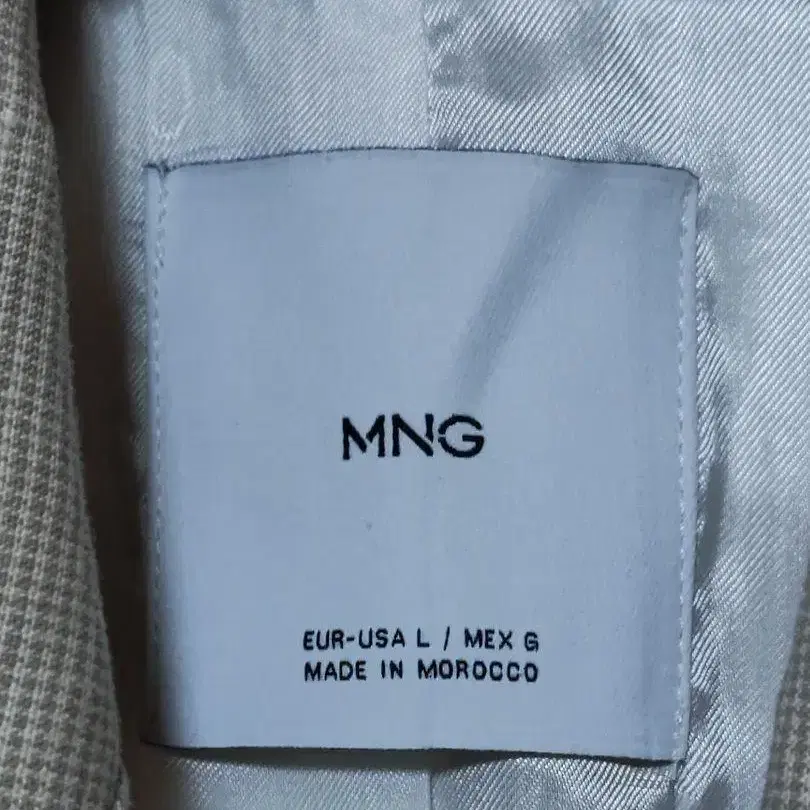 MNG
EUR-USA L / MEX G
MADE IN MOROCCO